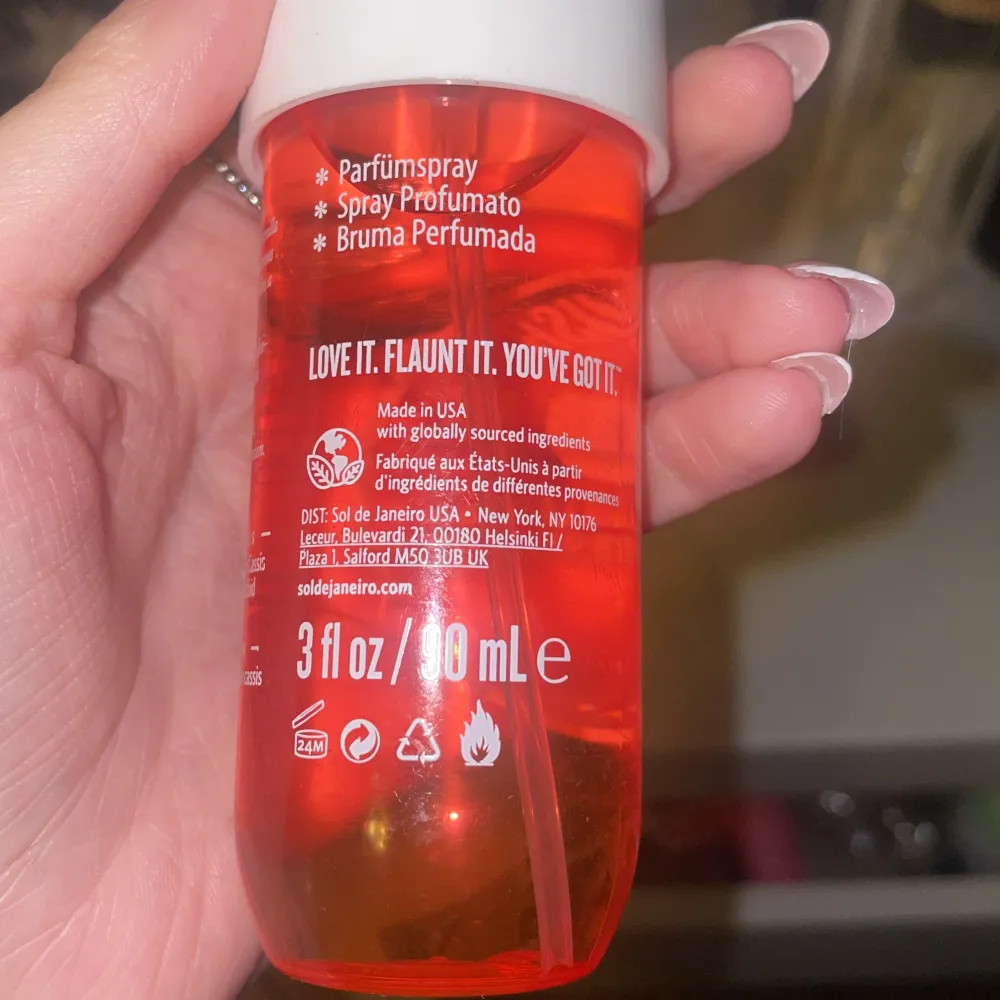 * Parfümspray
* Spray Profumato
* Bruma Perfumada
LOVE IT. FLAUNT IT. YOU'VE GOT IT.™
Made in USA
with globally sourced ingredients
Fabriqué aux États-Unis à partir
d'ingrédients de différentes provenances
DIST: Sol de Janeiro USA • New York, NY 10176
Leceur, Bulevardi 21, 00180 Helsinki FI /
Plaza 1, Salford M50 3UB UK
soldejaneiro.com
3 fl oz / 90 mL e
24M